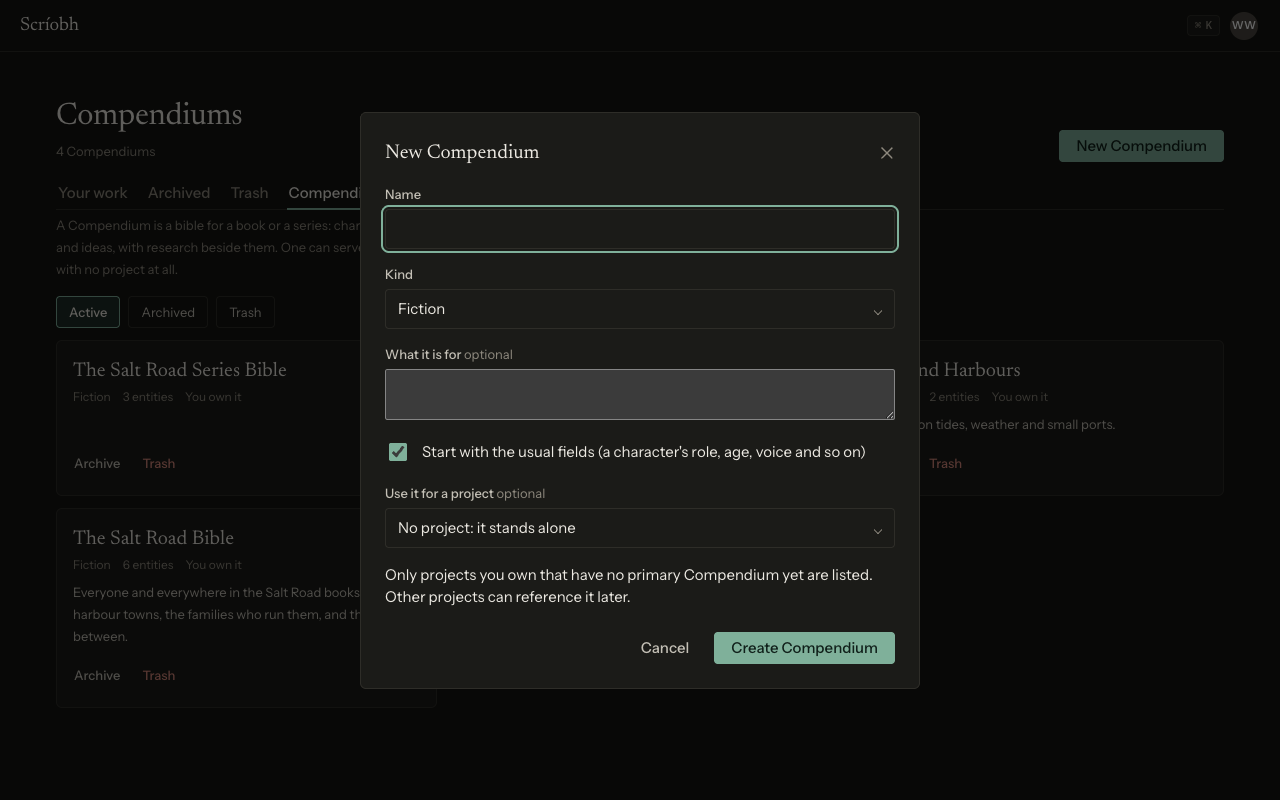 Scríobh
⌘ K
WW
Compendiums
4 Compendiums
New Compendium
Your work
Archived
Trash
Compendi
A Compendium is a bible for a book or a series: char
and ideas, with research beside them. One can serve
with no project at all.
Active
Archived
Trash
The Salt Road Series Bible
Fiction 3 entities You own it
Archive Trash
nd Harbours
2 entities You own it
on tides, weather and small ports.
Trash
The Salt Road Bible
Fiction 6 entities You own it
Everyone and everywhere in the Salt Road books
harbour towns, the families who run them, and th
between.
Archive Trash
New Compendium
Name
Kind
Fiction
What it is for optional
Start with the usual fields (a character's role, age, voice and so on)
Use it for a project optional
No project: it stands alone
Only projects you own that have no primary Compendium yet are listed.
Other projects can reference it later.
Cancel
Create Compendium